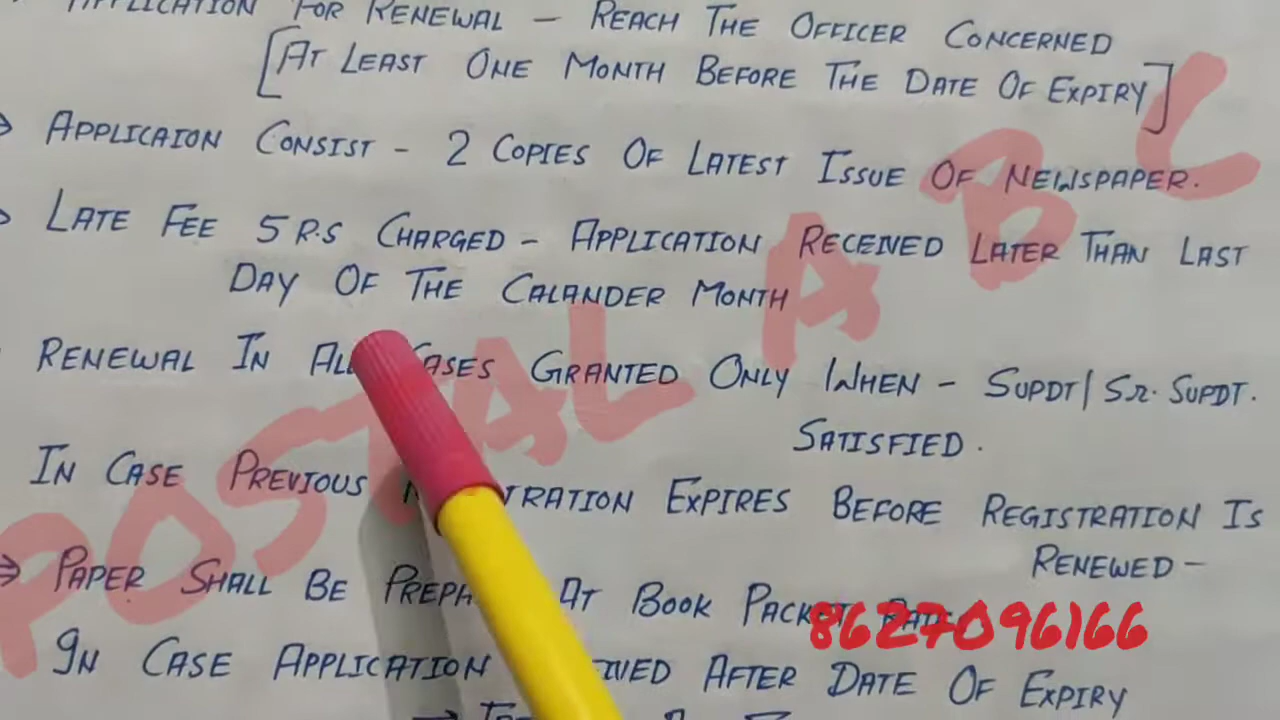 APPLICATION FOR RENEWAL – REACH THE OFFICER CONCERNED
[AT LEAST ONE MONTH BEFORE THE DATE OF EXPIRY]
→ APPLICAION CONSIST – 2 COPIES OF LATEST ISSUE OF NEWSPAPER.
→ LATE FEE 5 R.S CHARGED – APPLICATION RECEIVED LATER THAN LAST
DAY OF THE CALANDER MONTH
RENEWAL IN ALL CASES GRANTED ONLY WHEN – SUPDT/SR. SUPDT.
SATISFIED.
IN CASE PREVIOUS EXPIRES BEFORE REGISTRATION IS
RENEWED –
→ PAPER SHALL BE AT BOOK PACKET
8627096166
IN CASE APPLICATION AFTER DATE OF EXPIRY
POSTAL ABC